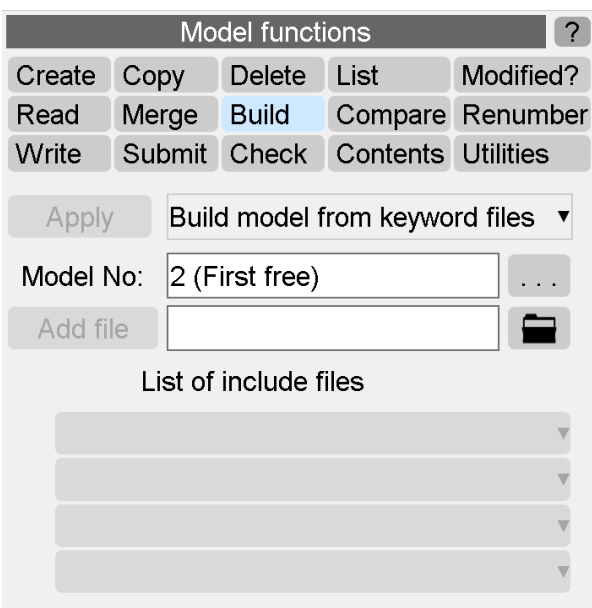 Model functions ?
Create Copy Delete List Modified?
Read Merge Build Compare Renumber
Write Submit Check Contents Utilities
Apply Build model from keyword files ▼
Model No: 2 (First free) . . .
Add file
List of include files